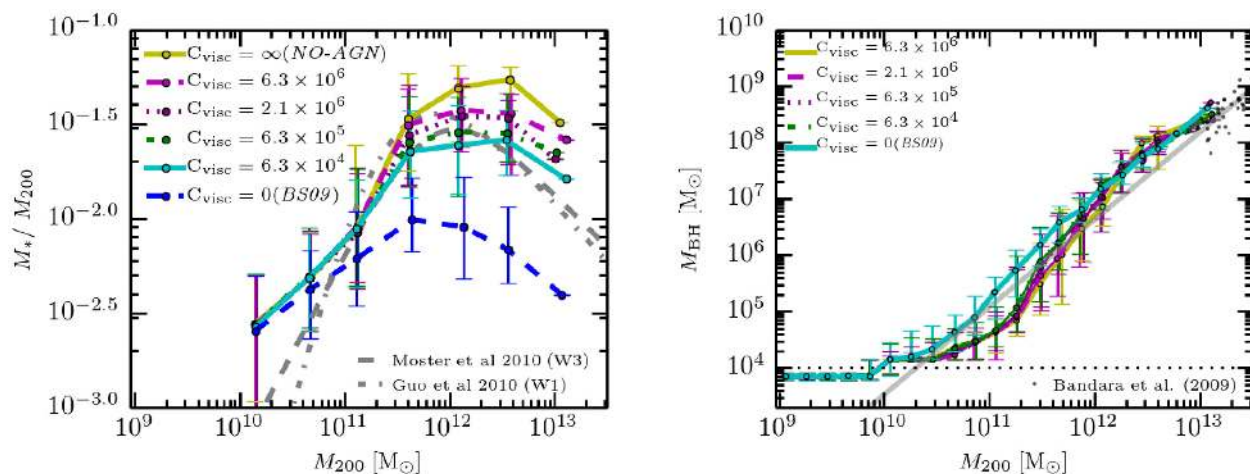 10^−1.0
10^−1.5
10^−2.0
10^−2.5
10^−3.0
M_*/ M_200
C_visc = ∞(NO-AGN)
C_visc = 6.3 × 10^6
C_visc = 2.1 × 10^6
C_visc = 6.3 × 10^5
C_visc = 6.3 × 10^4
C_visc = 0(BS09)
Moster et al 2010 (W3)
Guo et al 2010 (W1)
10^9 10^10 10^11 10^12 10^13
M_200 [M_⊙]
10^10
10^9
10^8
10^7
10^6
10^5
10^4
M_BH [M_⊙]
C_visc = 6.3 × 10^6
C_visc = 2.1 × 10^6
C_visc = 6.3 × 10^5
C_visc = 6.3 × 10^4
C_visc = 0(BS09)
Bandara et al. (2009)
10^9 10^10 10^11 10^12 10^13
M_200 [M_⊙]